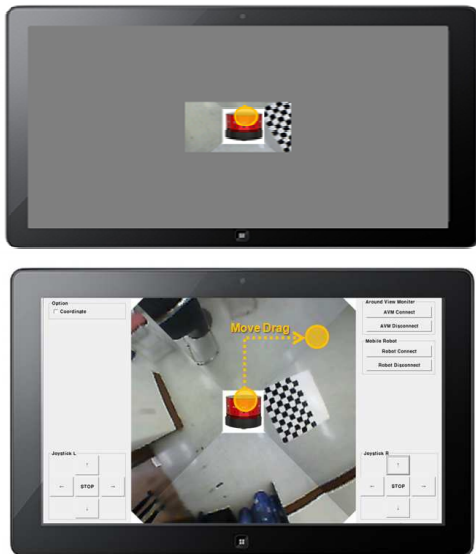 Option
Coordinate
Move Drag
Around View Moniter
AVM Connect
AVM Disconnect
Mobile Robot
Robot Connect
Robot Disconnect
Joystick L
↑
← STOP →
↓
Joystick R
↑
← STOP →
↓